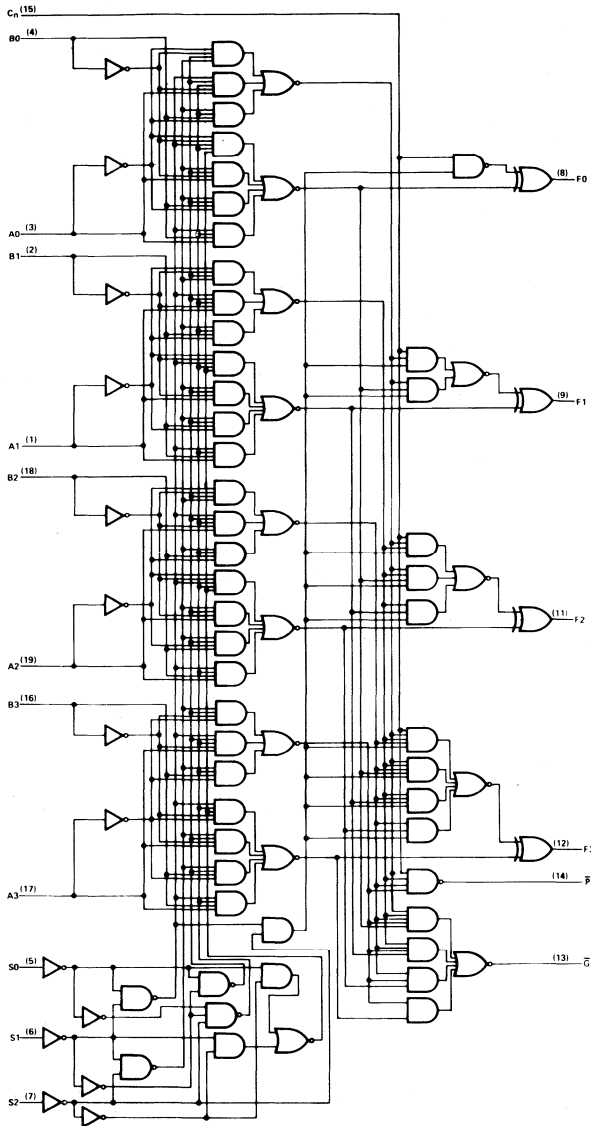 Cn (15)
B0 (4)
(8) F0
A0 (3)
B1 (2)
(9) F1
A1 (1)
B2 (18)
(11) F2
A2 (19)
B3 (16)
(12) F3
(14) P̅
A3 (17)
(13) G̅
S0 (5)
S1 (6)
S2 (7)